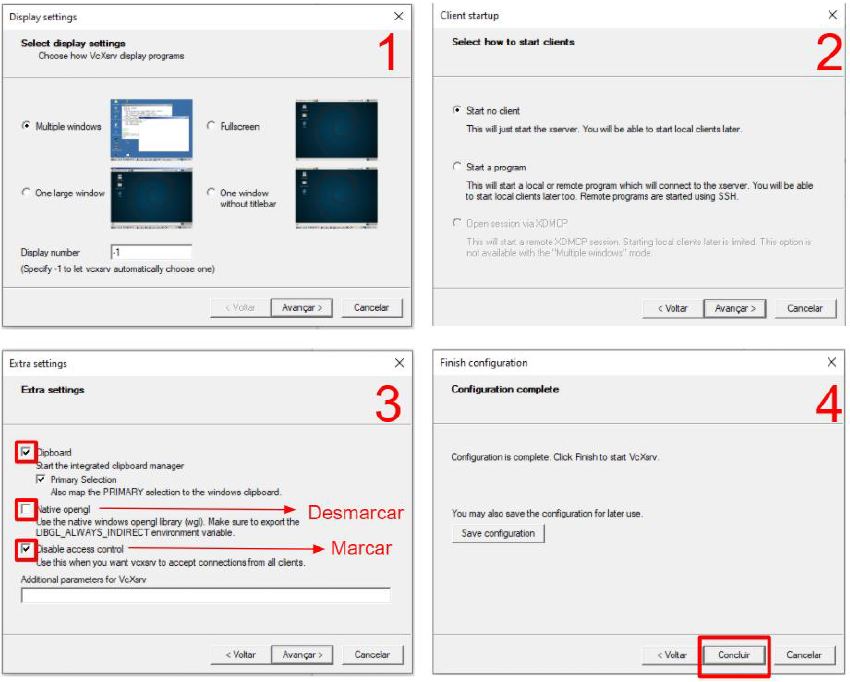 Display settings
Select display settings
Choose how VcXsrv display programs
1
Multiple windows
Fullscreen
One large window
One window
without titlebar
Display number
-1
(Specify -1 to let vcxsrv automatically choose one)
< Voltar
Avançar >
Cancelar
Client startup
Select how to start clients
2
Start no client
This will just start the xserver. You will be able to start local clients later.
Start a program
This will start a local or remote program which will connect to the xserver. You will be able
to start local clients later too. Remote programs are started using SSH.
Open session via XDMCP
This will start a remote XDMCP session. Starting local clients later is limited. This option is
not available with the "Multiple windows" mode.
< Voltar
Avançar >
Cancelar
Extra settings
Extra settings
3
Clipboard
Start the integrated clipboard manager
Primary Selection
Also map the PRIMARY selection to the windows clipboard.
Native opengl
Desmarcar
Use the native windows opengl library (wgl). Make sure to export the
LIBGL_ALWAYS_INDIRECT environment variable.
Disable access control
Marcar
Use this when you want vcxsrv to accept connections from all clients.
Additional parameters for VcXsrv
< Voltar
Avançar >
Cancelar
Finish configuration
Configuration complete
4
Configuration is complete. Click Finish to start VcXsrv.
You may also save the configuration for later use.
Save configuration
< Voltar
Concluir
Cancelar